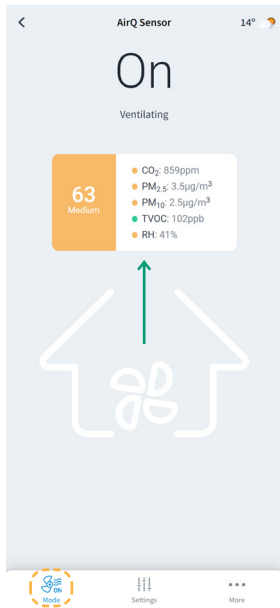 AirQ Sensor 14°
On
Ventilating
63
Medium
CO₂: 859ppm
PM₂.₅: 3.5µg/m³
PM₁₀: 2.5µg/m³
TVOC: 102ppb
RH: 41%
ON
Mode Settings More